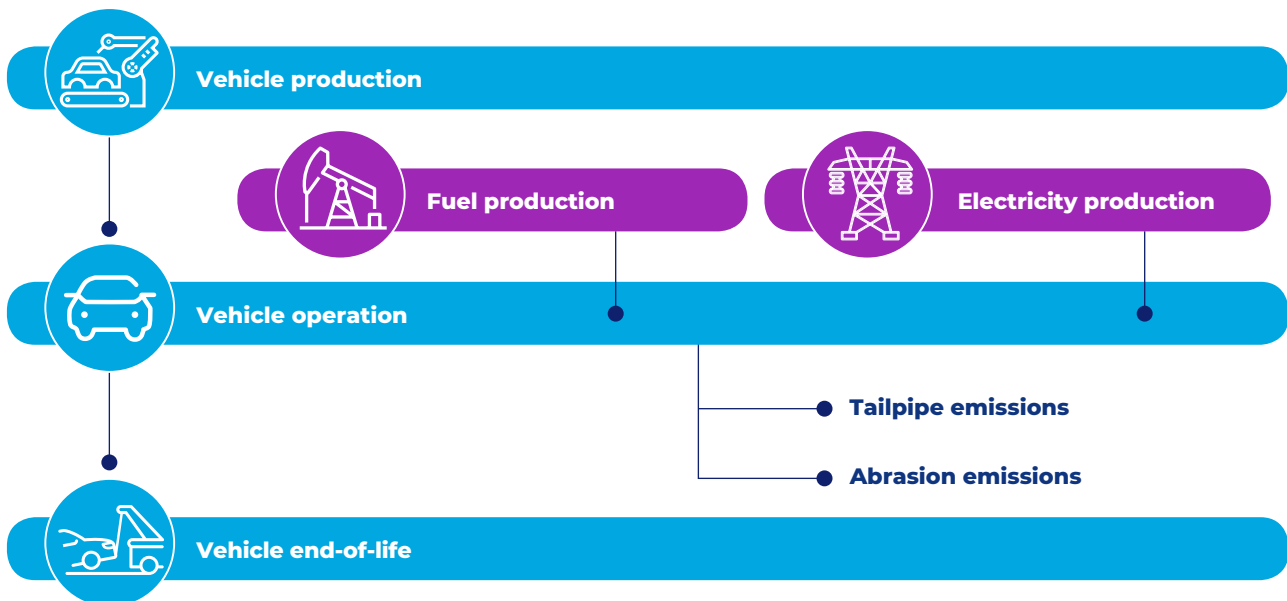 Vehicle production
Fuel production
Electricity production
Vehicle operation
Tailpipe emissions
Abrasion emissions
Vehicle end-of-life